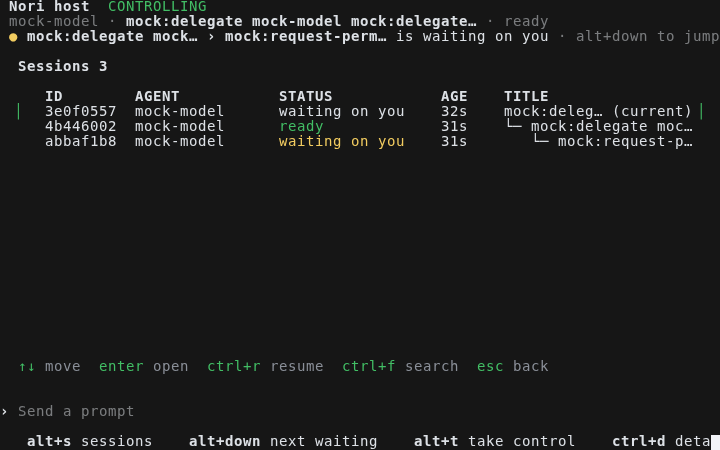 Nori host  CONTROLLING
mock-model · mock:delegate mock-model mock:delegate… · ready
● mock:delegate mock… › mock:request-perm… is waiting on you · alt+down to jump
Sessions 3
ID  AGENT  STATUS  AGE  TITLE
3e0f0557  mock-model  waiting on you  32s  mock:deleg… (current)
4b446002  mock-model  ready  31s  └─ mock:delegate moc…
abbaf1b8  mock-model  waiting on you  31s  └─ mock:request-p…
↑↓ move  enter open  ctrl+r resume  ctrl+f search  esc back
› Send a prompt
alt+s sessions  alt+down next waiting  alt+t take control  ctrl+d deta